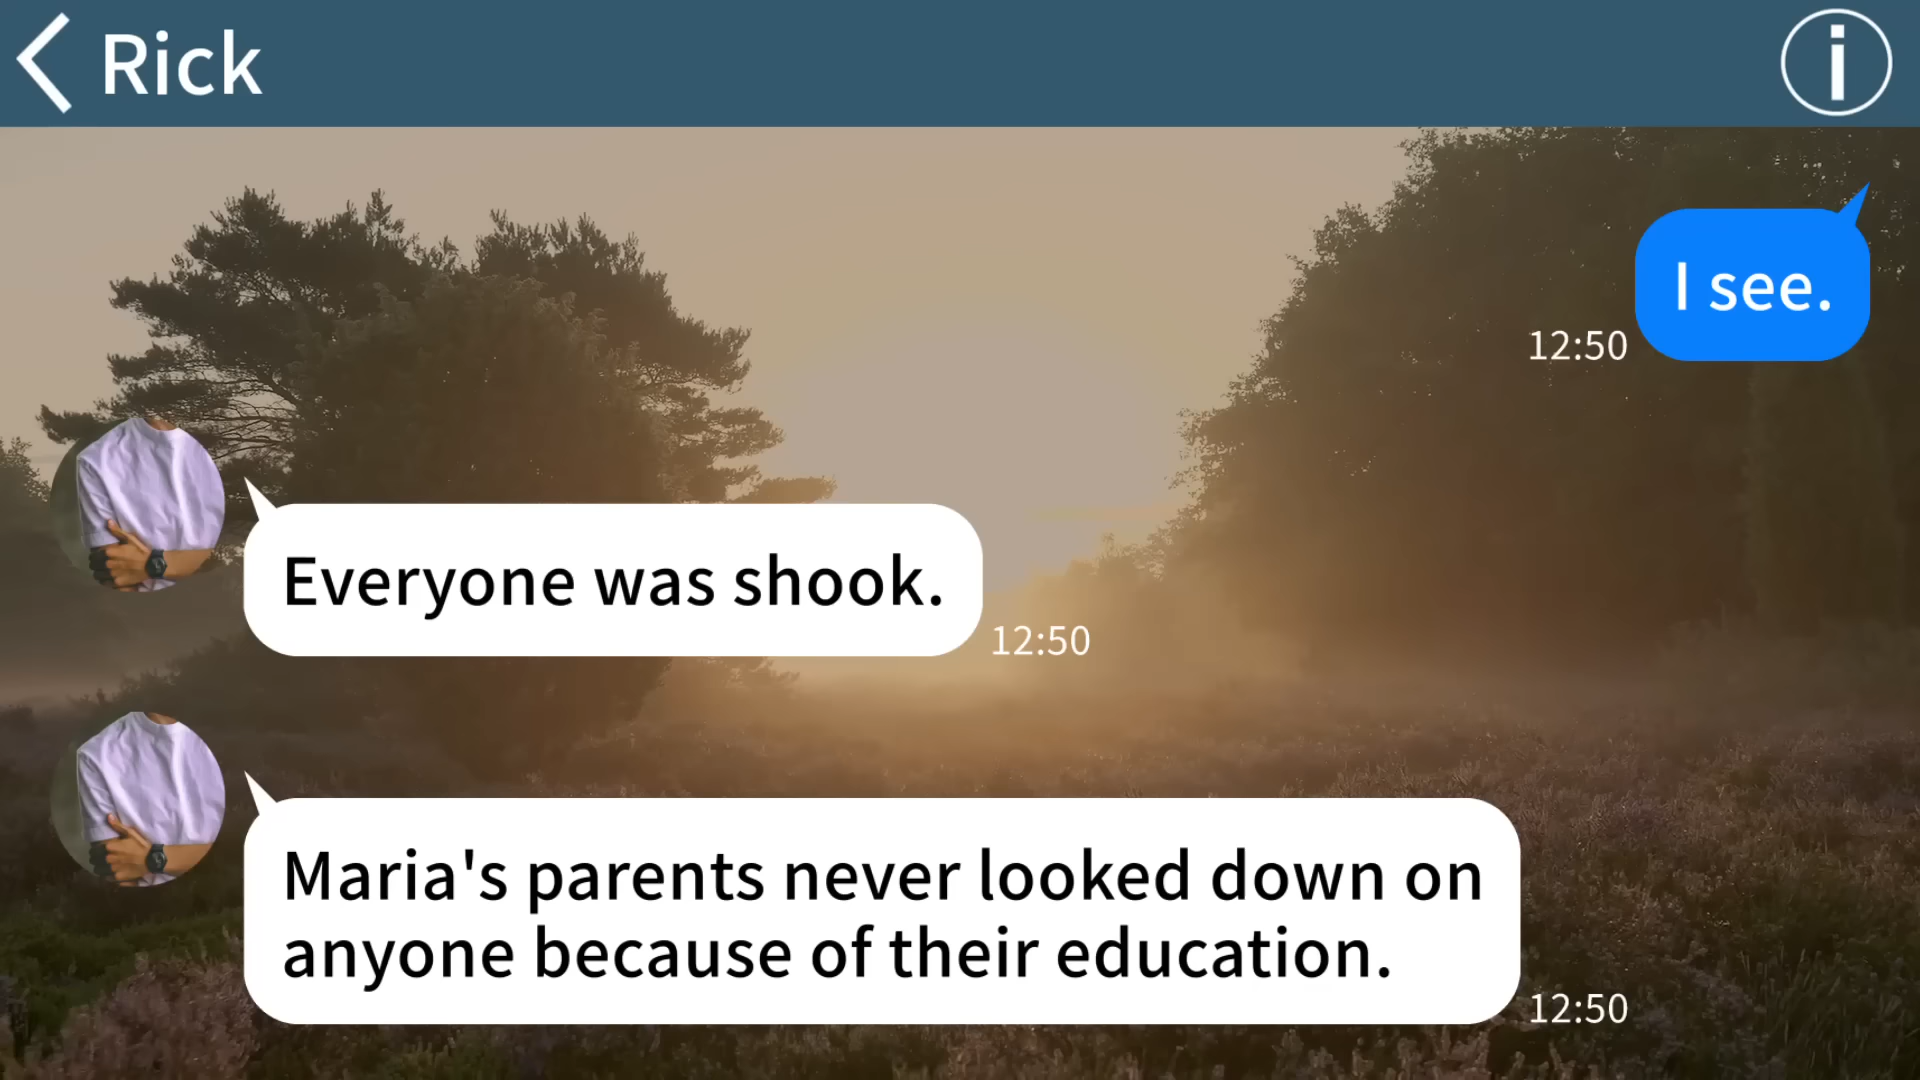 Rick
I see.
12:50
Everyone was shook.
12:50
Maria's parents never looked down on
anyone because of their education.
12:50